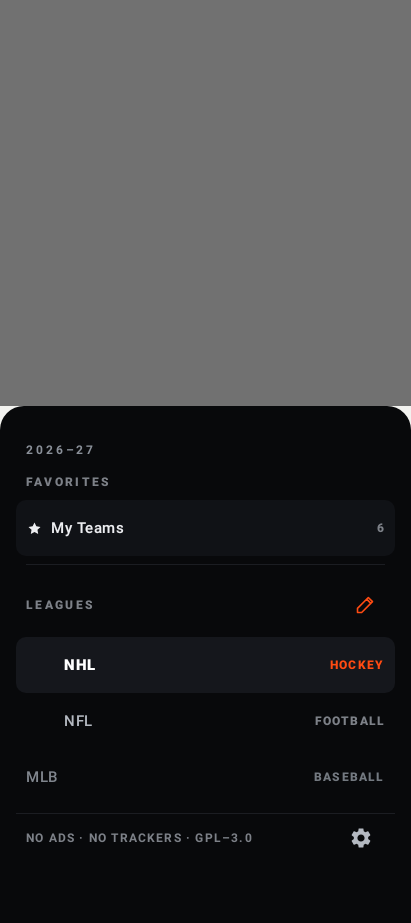 2026–27
FAVORITES
My Teams 6
LEAGUES
NHL HOCKEY
NFL FOOTBALL
MLB BASEBALL
NO ADS · NO TRACKERS · GPL–3.0